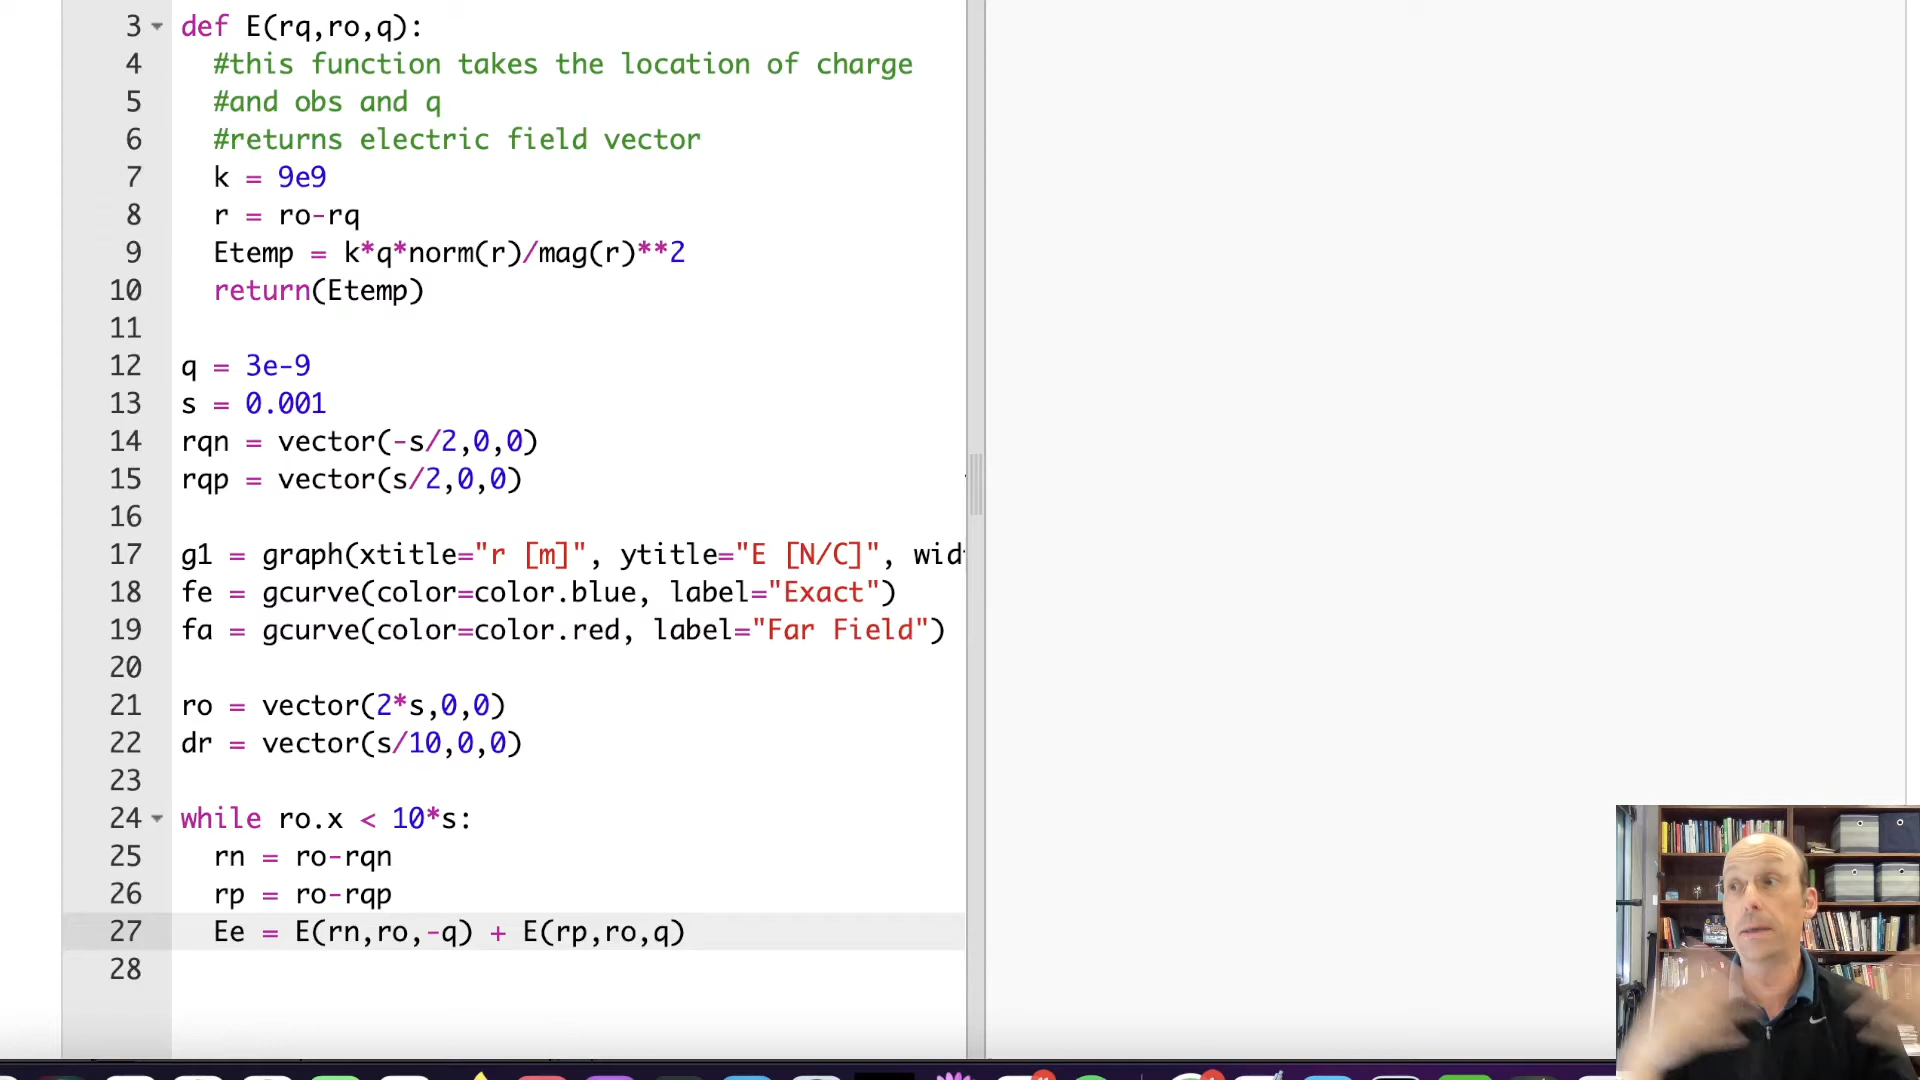 3 def E(rq,ro,q):
4 #this function takes the location of charge
5 #and obs and q
6 #returns electric field vector
7 k = 9e9
8 r = ro-rq
9 Etemp = k*q*norm(r)/mag(r)**2
10 return(Etemp)
11
12 q = 3e-9
13 s = 0.001
14 rqn = vector(-s/2,0,0)
15 rqp = vector(s/2,0,0)
16
17 g1 = graph(xtitle="r [m]", ytitle="E [N/C]", wid
18 fe = gcurve(color=color.blue, label="Exact")
19 fa = gcurve(color=color.red, label="Far Field")
20
21 ro = vector(2*s,0,0)
22 dr = vector(s/10,0,0)
23
24 while ro.x < 10*s:
25 rn = ro-rqn
26 rp = ro-rqp
27 Ee = E(rn,ro,-q) + E(rp,ro,q)
28